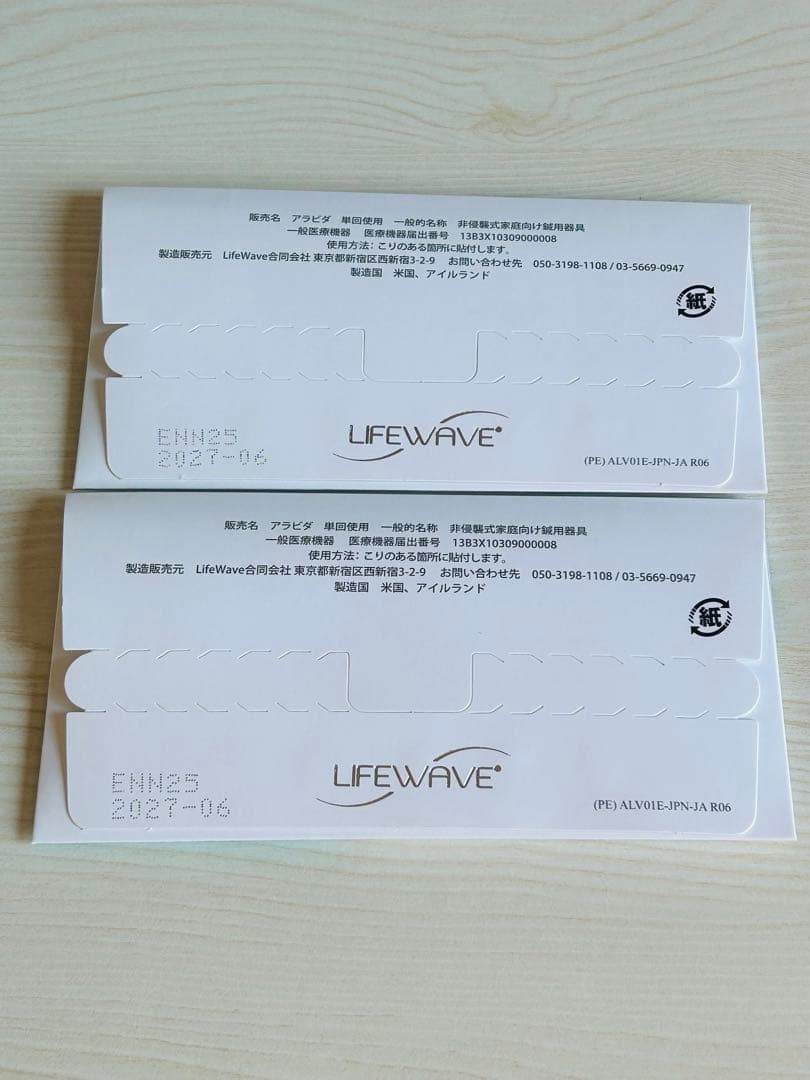 販売名 アラビダ 単回使用 一般的名称 非侵襲式家庭向け鍼用器具
一般医療機器 医療機器届出番号 13B3X10309000008
使用方法：こりのある箇所に貼付します。
製造販売元 LifeWave合同会社 東京都新宿区西新宿3-2-9 お問い合わせ先 050-3198-1108 / 03-5669-0947
製造国 米国、アイルランド
紙
LIFEWAVE
ENN25
2027-06
(PE) ALV01E-JPN-JA R06
販売名 アラビダ 単回使用 一般的名称 非侵襲式家庭向け鍼用器具
一般医療機器 医療機器届出番号 13B3X10309000008
使用方法：こりのある箇所に貼付します。
製造販売元 LifeWave合同会社 東京都新宿区西新宿3-2-9 お問い合わせ先 050-3198-1108 / 03-5669-0947
製造国 米国、アイルランド
紙
LIFEWAVE
ENN25
2027-06
(PE) ALV01E-JPN-JA R06